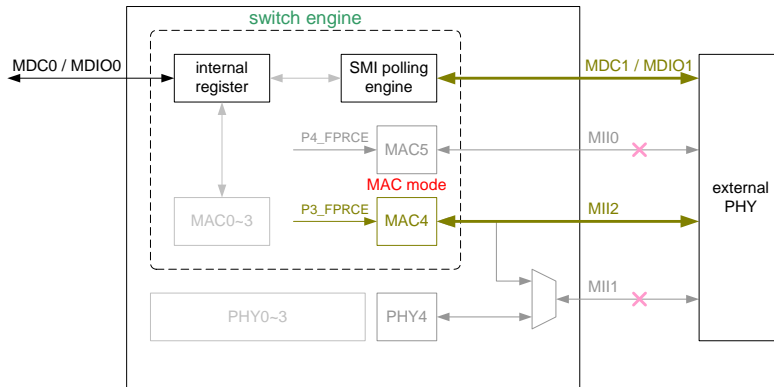 switch engine
MDC0 / MDIO0
internal
register
SMI polling
engine
MDC1 / MDIO1
P4_FPRCE
MAC5
MII0
MAC mode
external
PHY
MAC0~3
P3_FPRCE
MAC4
MII2
MII1
PHY0~3
PHY4